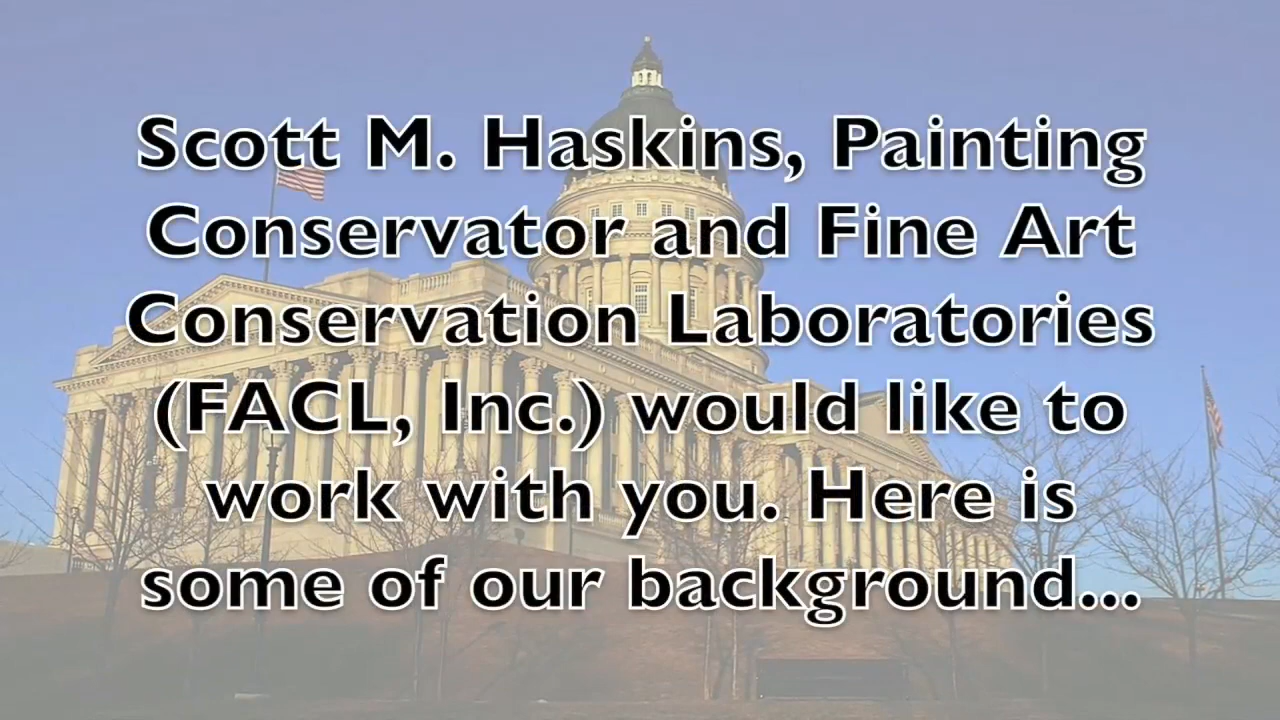 Scott M. Haskins, Painting
Conservator and Fine Art
Conservation Laboratories
(FACL, Inc.) would like to
work with you. Here is
some of our background...